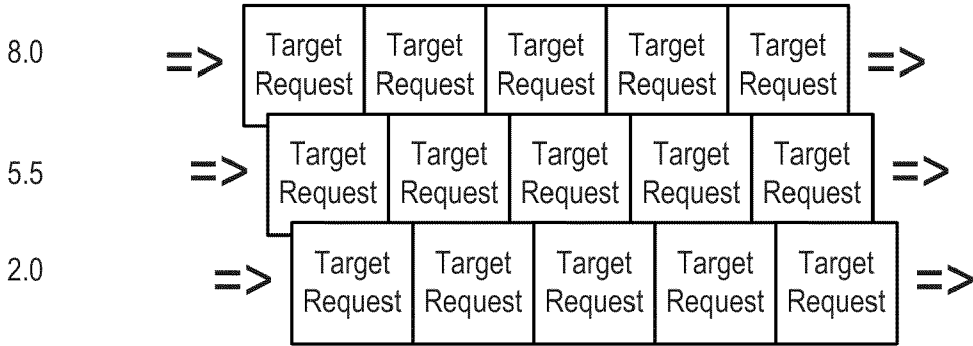 8.0 => Target Target Target Target Target =>
Request Request Request Request Request
5.5 => Target Target Target Target Target =>
Request Request Request Request Request
2.0 => Target Target Target Target Target =>
Request Request Request Request Request